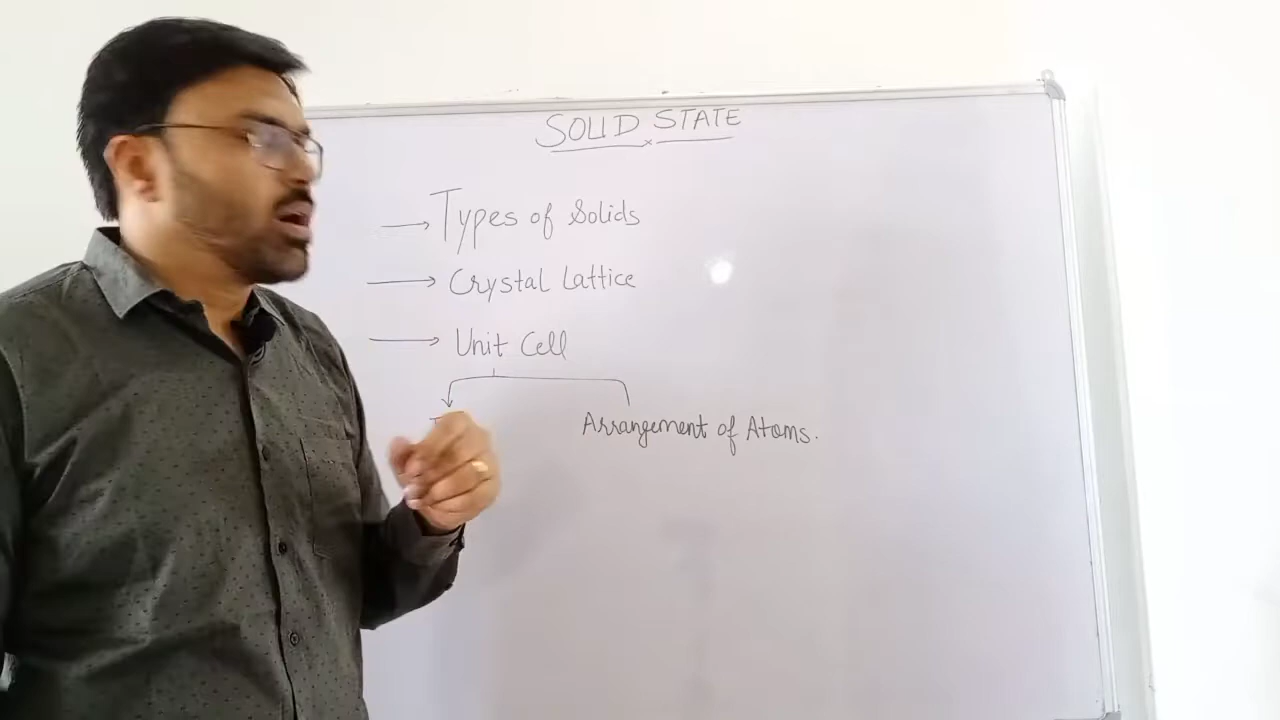 SOLID STATE
Types of Solids
Crystal Lattice
Unit Cell
Arrangement of Atoms.